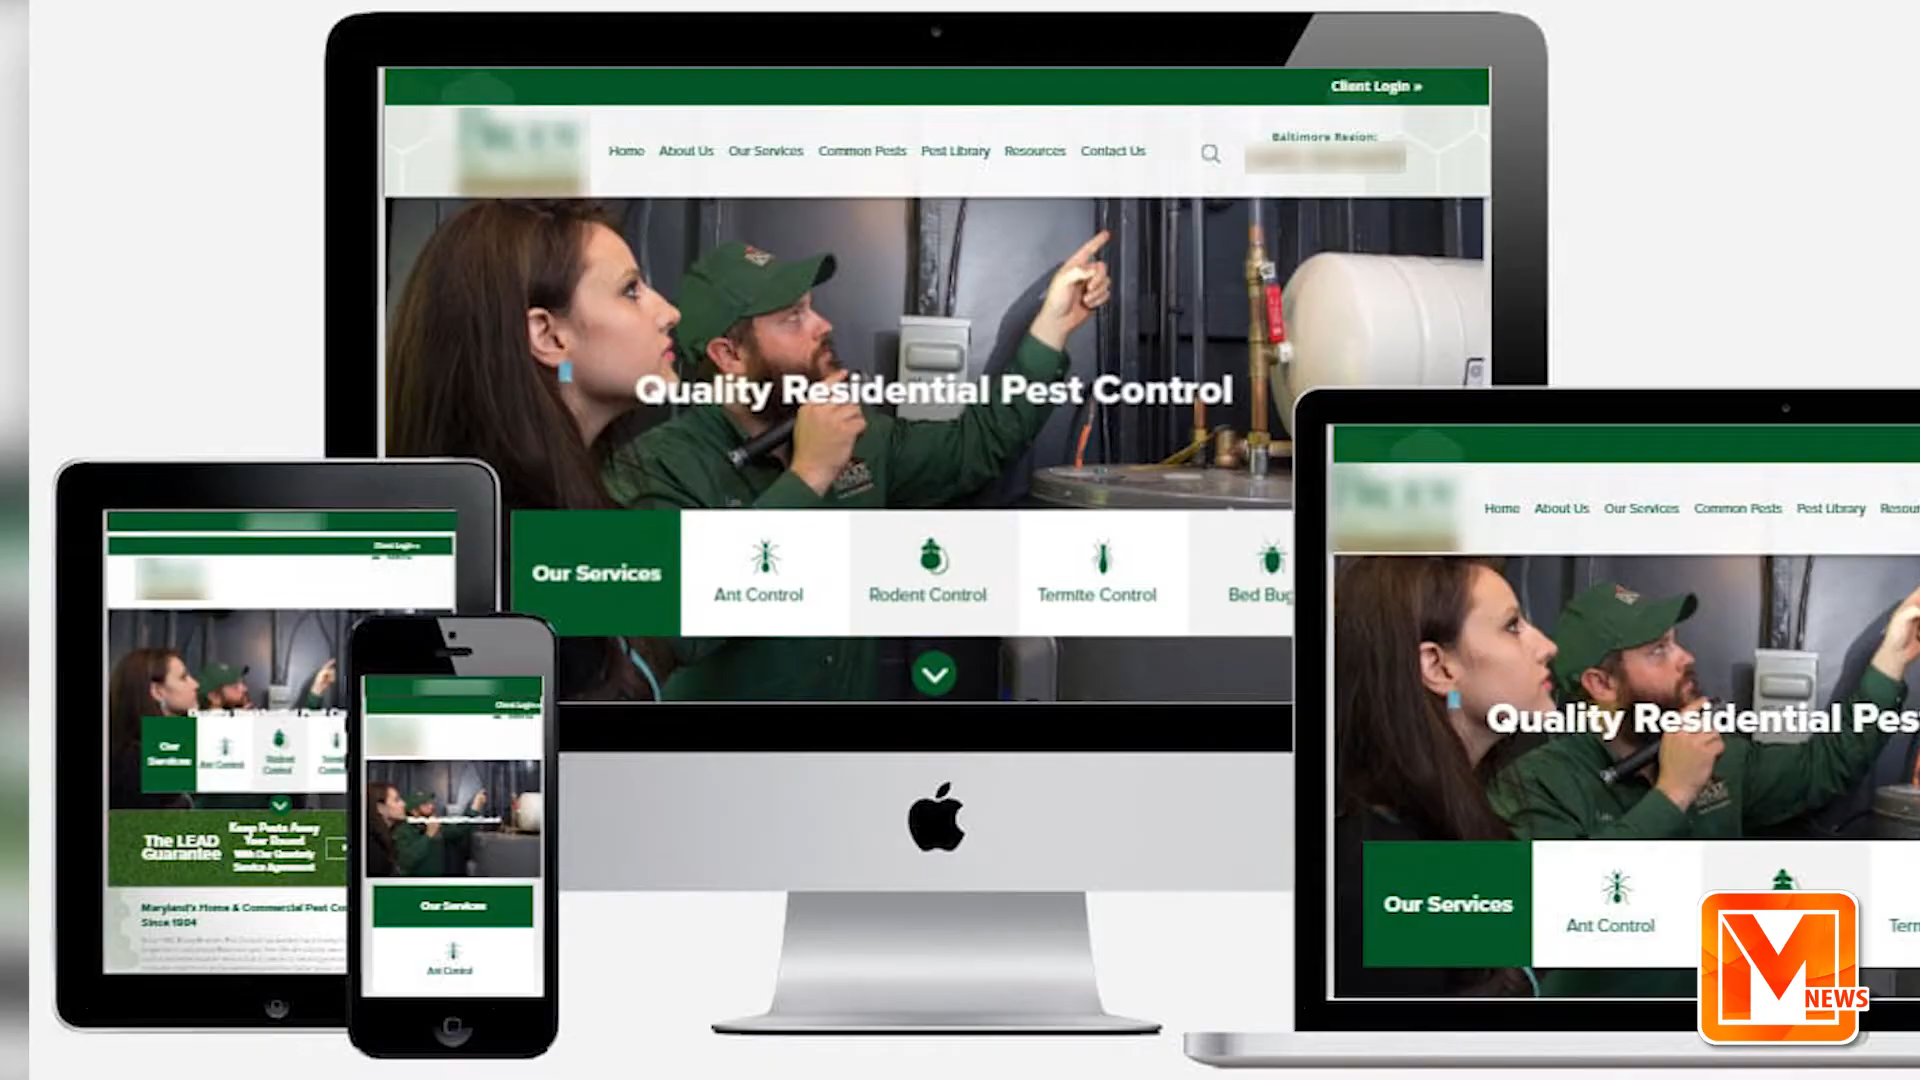 Client Login »
Baltimore Region:
Home About Us Our Services Common Pests Pest Library Resources Contact Us
Quality Residential Pest Control
Our Services
Ant Control
Rodent Control
Termite Control
Bed Bug
Home About Us Our Services Common Pests Pest Library Resour
Quality Residential Pes
Our Services
Ant Control
Term
Client Login »
Our
Services
Ant Control
Rodent
Control
The LEAD
Guarantee
Keep Pests Away
Year Round
With Our Quarterly
Service Agreement
Maryland's Home & Commercial Pest Co
Since 1904
Client Login »
Our Services
Ant Control
M
NEWS